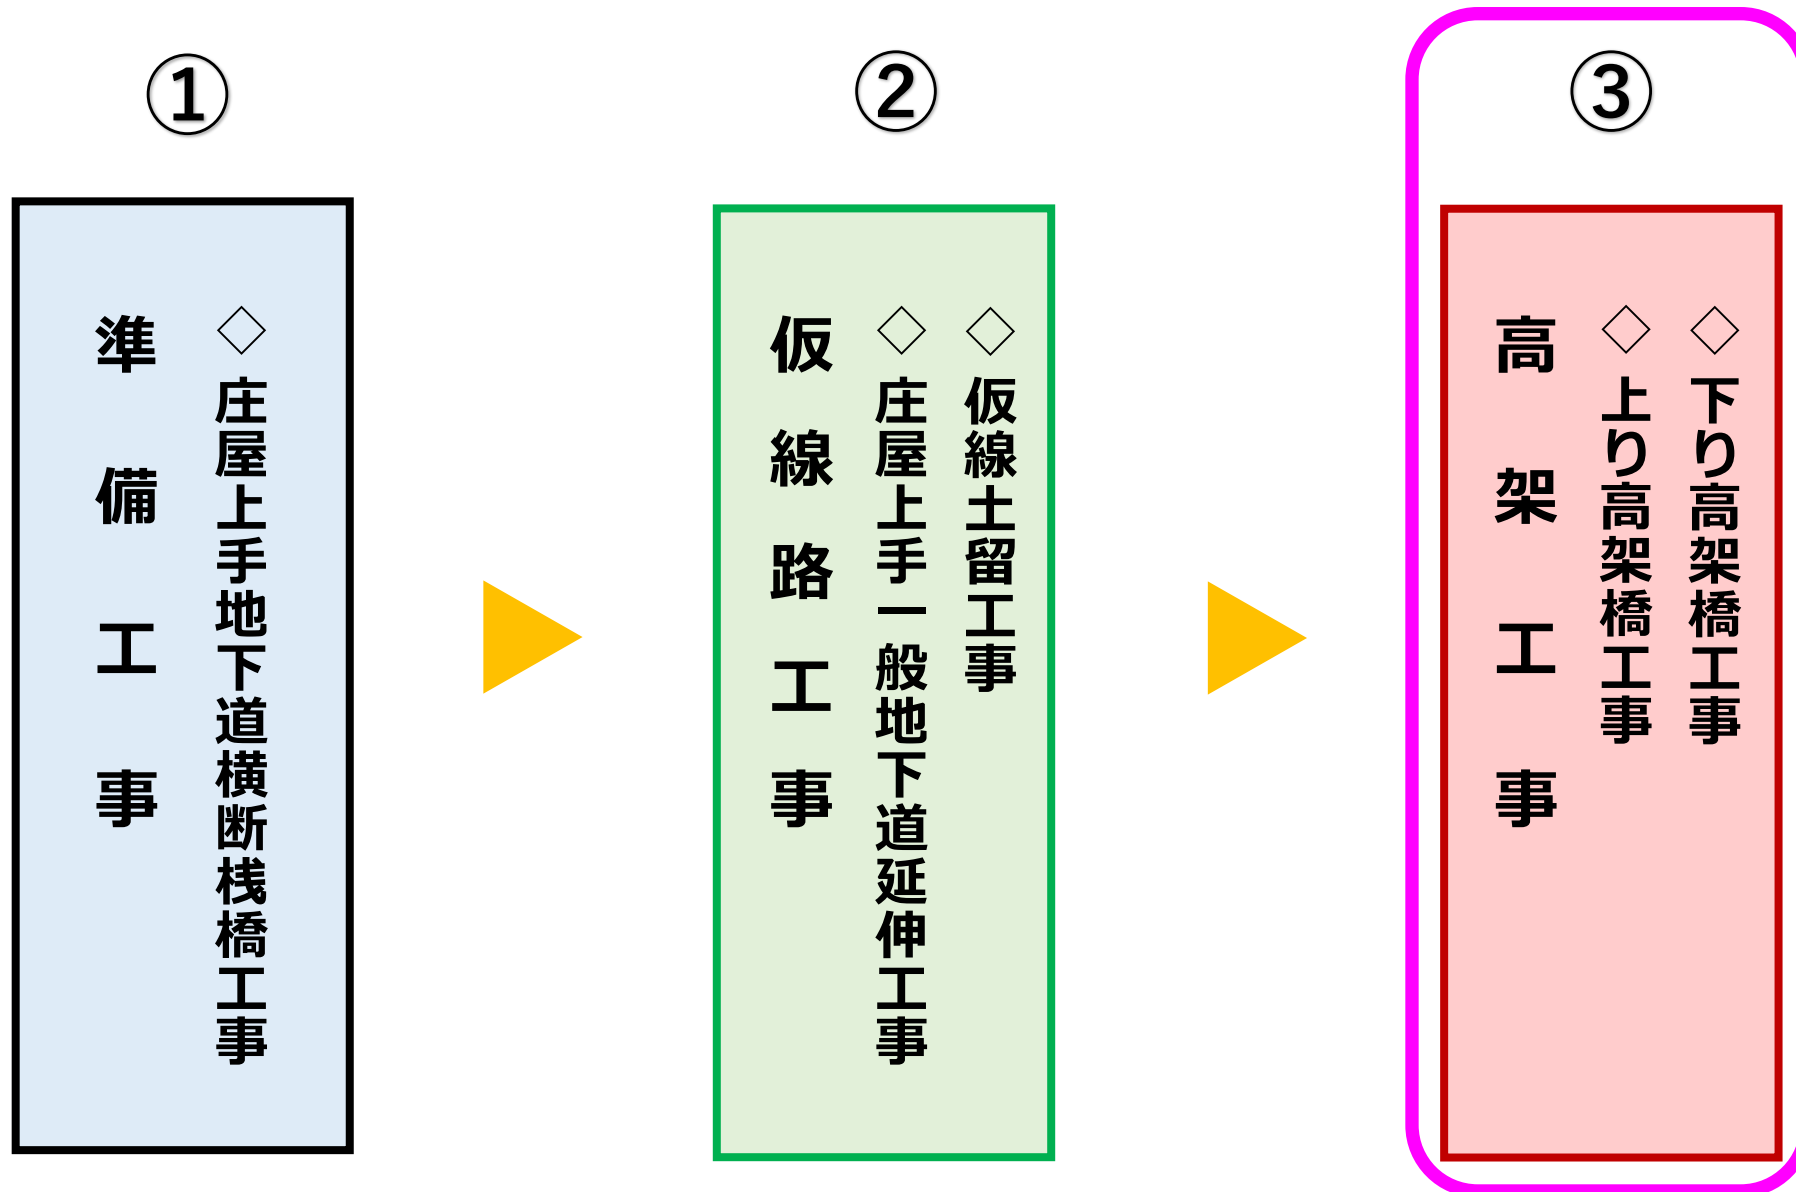 ①
準備工事
◇庄屋上手地下道横断桟橋工事
②
仮線路工事
◇庄屋上手一般地下道延伸工事
◇仮線土留工事
③
高架工事
◇上り高架橋工事
◇下り高架橋工事